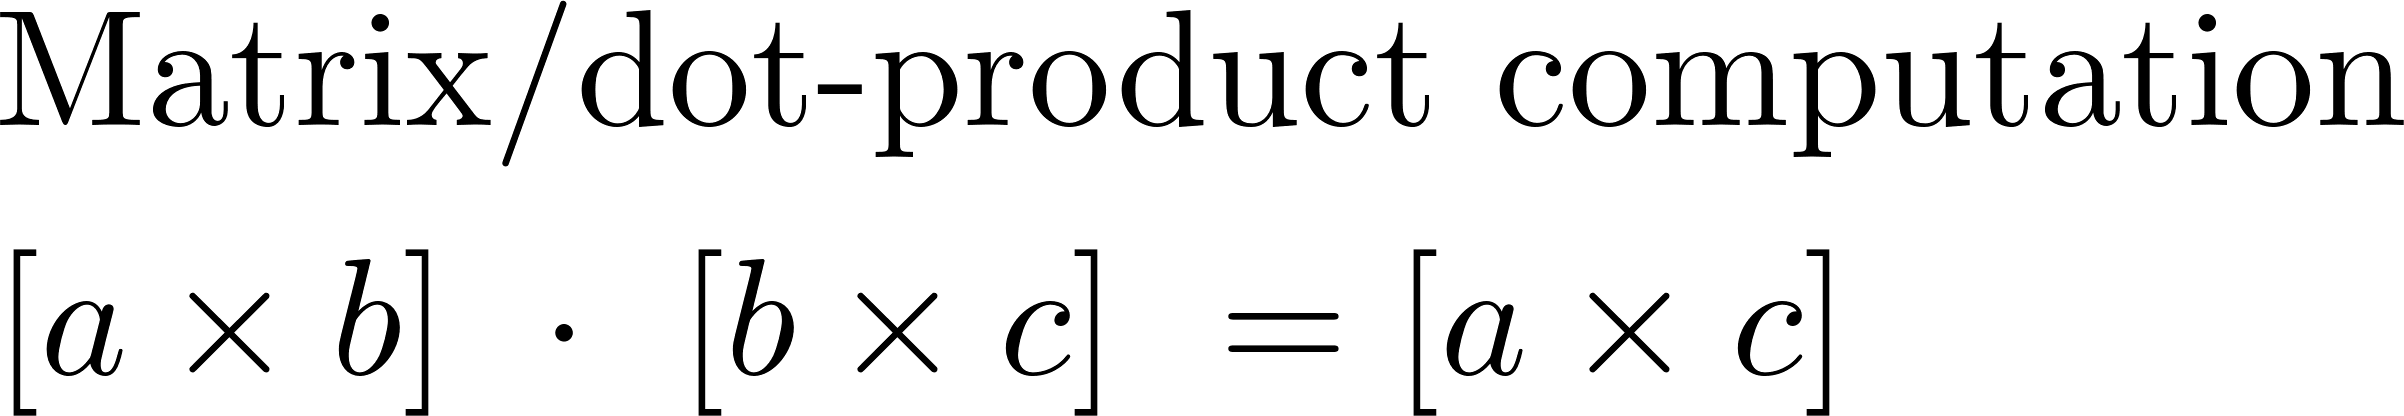 Matrix/dot-product computation
[a × b] · [b × c] = [a × c]